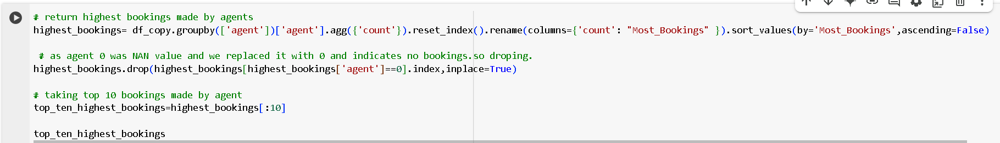 # return highest bookings made by agents
highest_bookings= df_copy.groupby(['agent'])['agent'].agg({'count'}).reset_index().rename(columns={'count': "Most_Bookings" }).sort_values(by='Most_Bookings',ascending=False)
# as agent 0 was NAN value and we replaced it with 0 and indicates no bookings.so droping.
highest_bookings.drop(highest_bookings[highest_bookings['agent']==0].index,inplace=True)
# taking top 10 bookings made by agent
top_ten_highest_bookings=highest_bookings[:10]
top_ten_highest_bookings